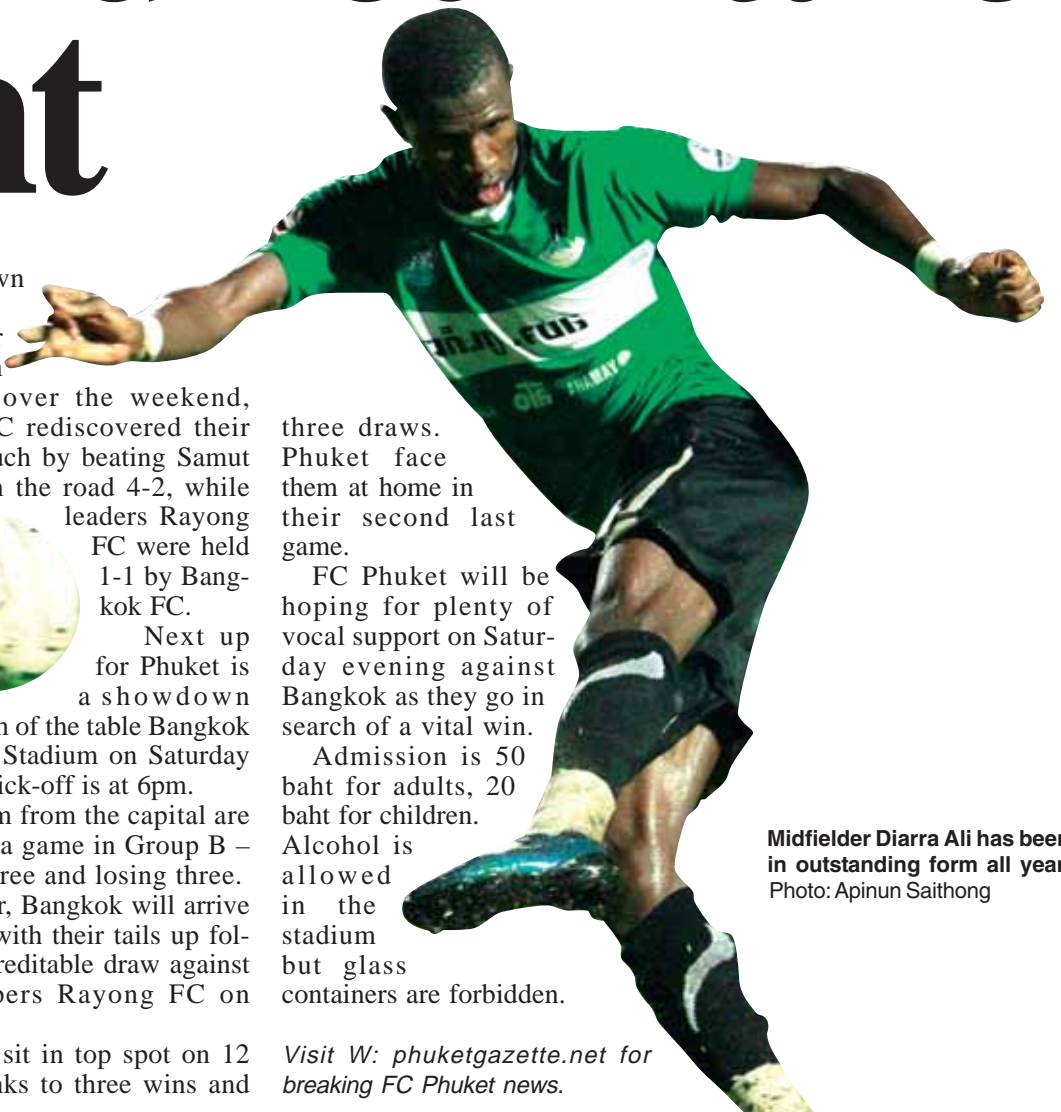 nt
wn
over the weekend,
C rediscovered their
uch by beating Samut
n the road 4-2, while
leaders Rayong
FC were held
1-1 by Bang-
kok FC.
Next up
for Phuket is
a showdown
n of the table Bangkok
Stadium on Saturday
ick-off is at 6pm.
m from the capital are
a game in Group B –
ree and losing three.
r, Bangkok will arrive
with their tails up fol-
reditable draw against
pers Rayong FC on
sit in top spot on 12
nks to three wins and
three draws.
Phuket face
them at home in
their second last
game.
FC Phuket will be
hoping for plenty of
vocal support on Satur-
day evening against
Bangkok as they go in
search of a vital win.
Admission is 50
baht for adults, 20
baht for children.
Alcohol is
allowed
in the
stadium
but glass
containers are forbidden.
Visit W: phuketgazette.net for
breaking FC Phuket news.
Midfielder Diarra Ali has been
in outstanding form all year
Photo: Apinun Saithong